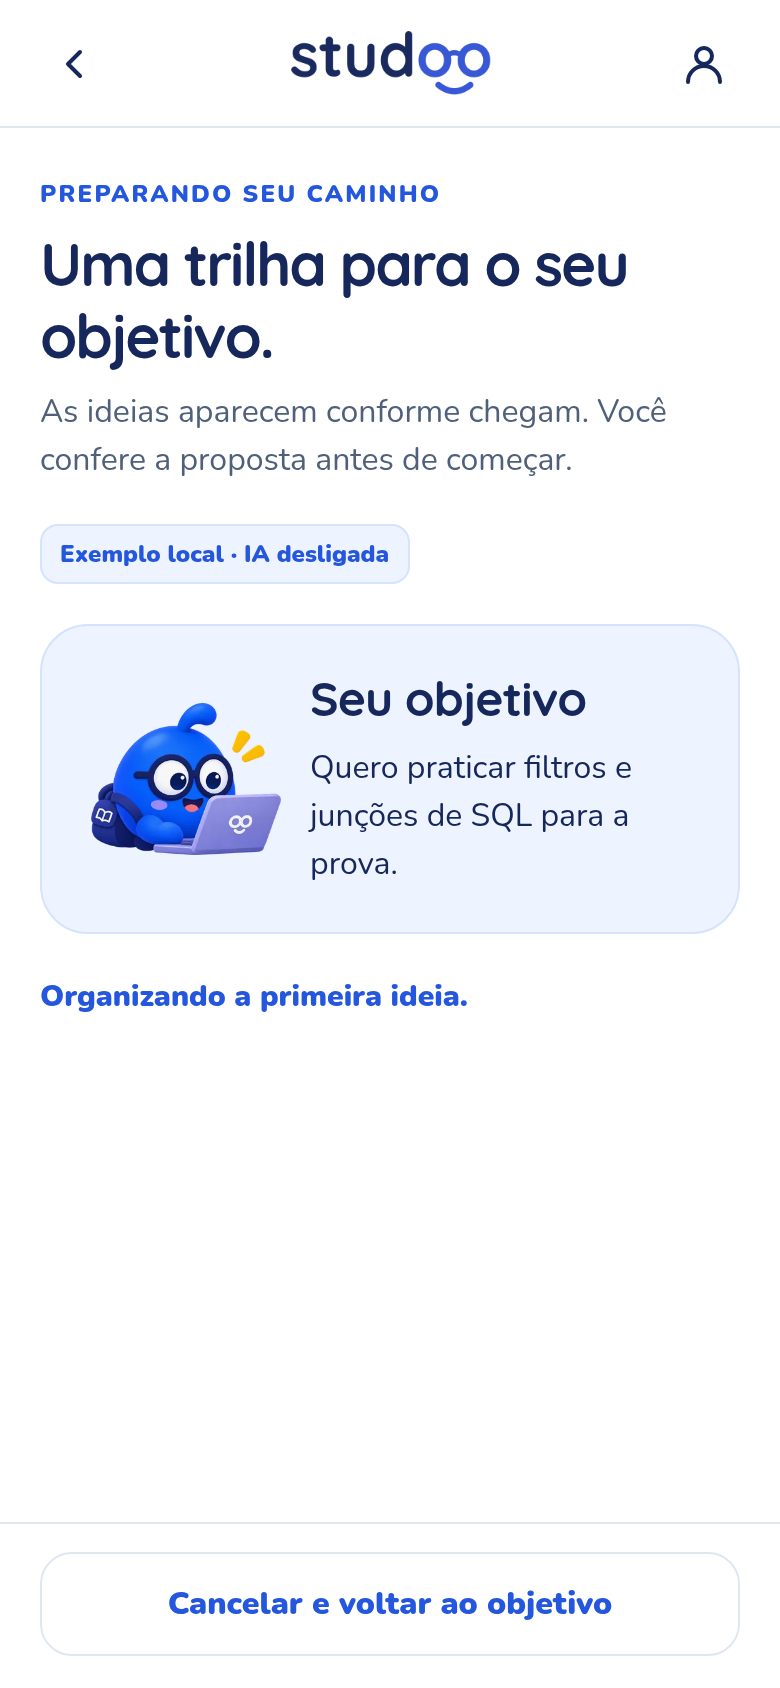 studoo
PREPARANDO SEU CAMINHO
Uma trilha para o seu
objetivo.
As ideias aparecem conforme chegam. Você
confere a proposta antes de começar.
Exemplo local · IA desligada
Seu objetivo
Quero praticar filtros e
junções de SQL para a
prova.
Organizando a primeira ideia.
Cancelar e voltar ao objetivo